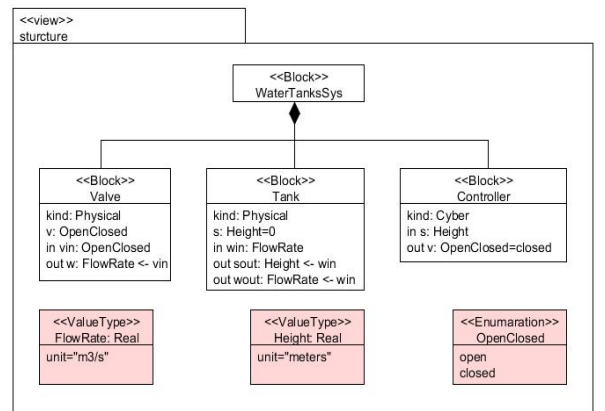 <<view>>
sturcture
<<Block>>
WaterTanksSys
<<Block>>
Valve
kind: Physical
v: OpenClosed
in vin: OpenClosed
out w: FlowRate <- vin
<<Block>>
Tank
kind: Physical
s: Height=0
in win: FlowRate
out sout: Height <- win
out wout: FlowRate <- win
<<Block>>
Controller
kind: Cyber
in s: Height
out v: OpenClosed=closed
<<ValueType>>
FlowRate: Real
unit="m3/s"
<<ValueType>>
Height: Real
unit="meters"
<<Enumaration>>
OpenClosed
open
closed